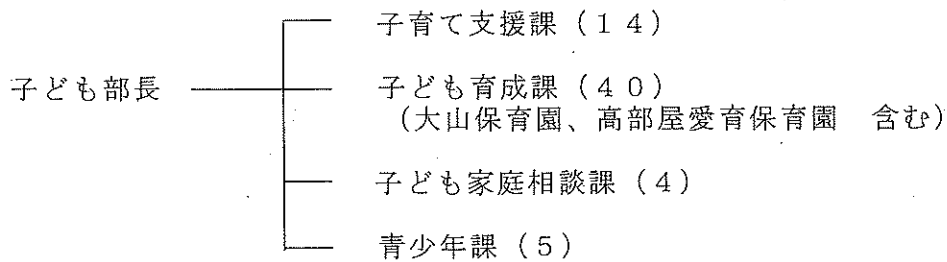 子育て支援課（１４）
子ども部長
子ども育成課（４０）
（大山保育園、高部屋愛育保育園　含む）
子ども家庭相談課（４）
青少年課（５）